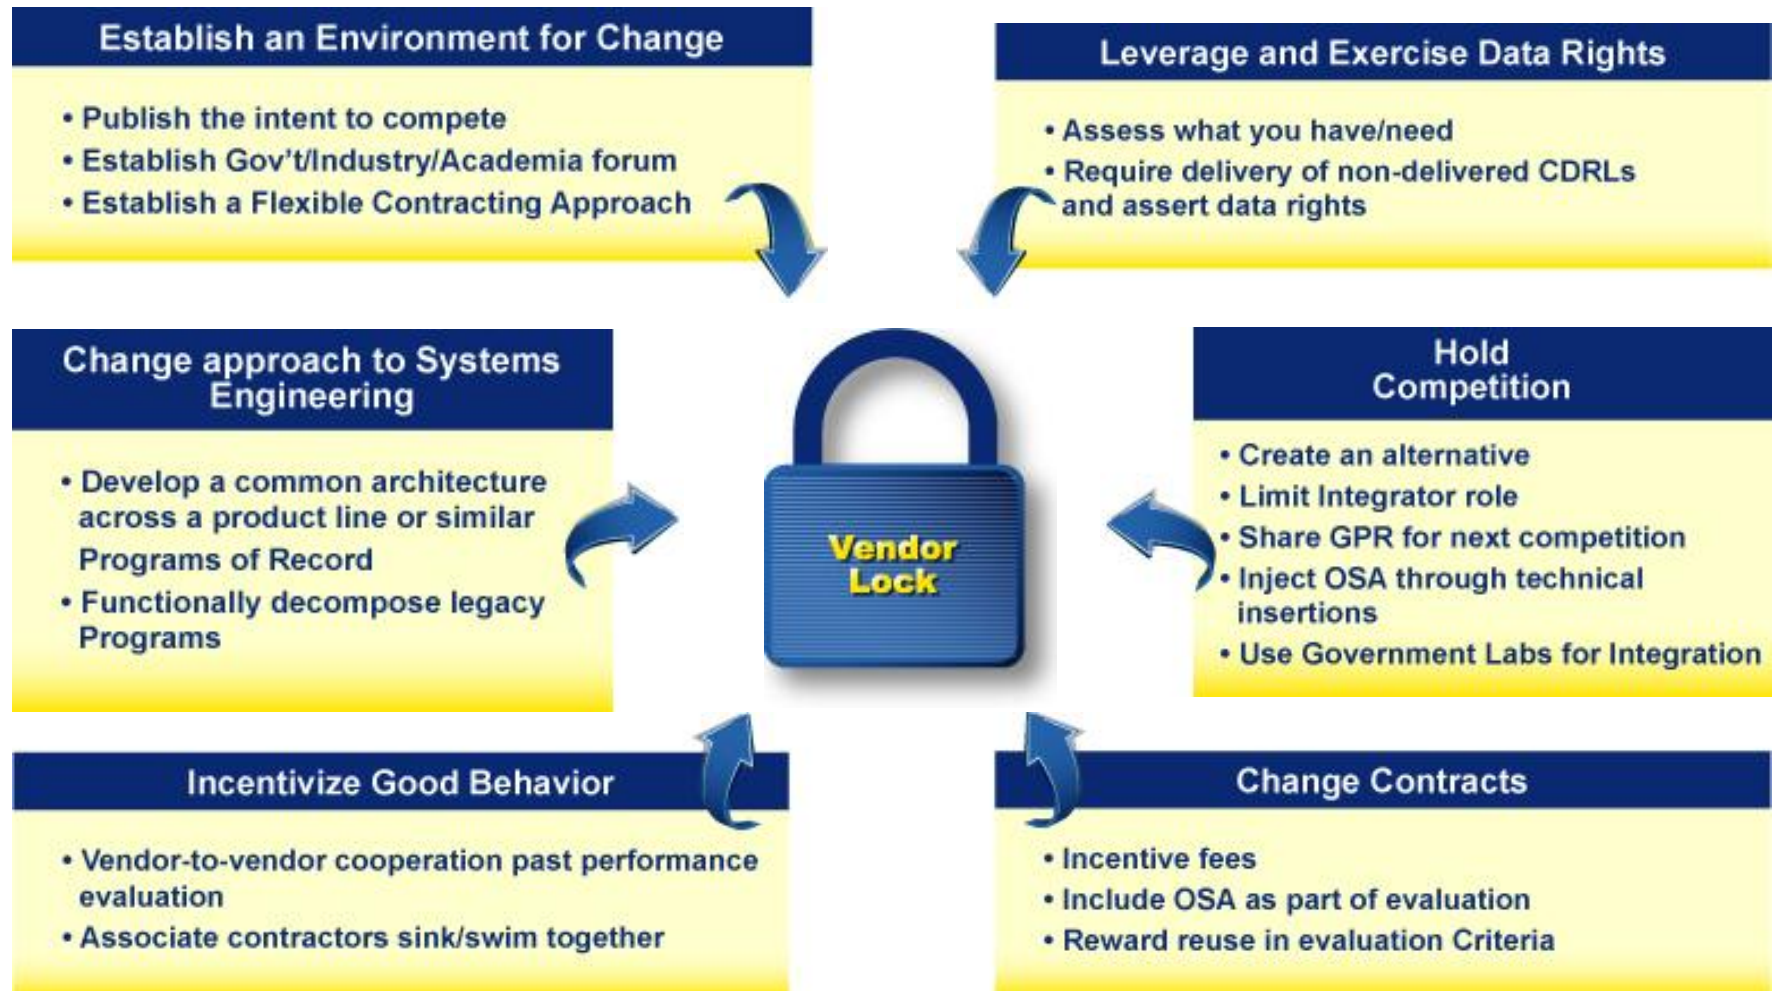 Establish an Environment for Change
• Publish the intent to compete
• Establish Gov't/Industry/Academia forum
• Establish a Flexible Contracting Approach
Leverage and Exercise Data Rights
• Assess what you have/need
• Require delivery of non-delivered CDRLs
and assert data rights
Change approach to Systems
Engineering
• Develop a common architecture
across a product line or similar
Programs of Record
• Functionally decompose legacy
Programs
Vendor
Lock
Hold
Competition
• Create an alternative
• Limit Integrator role
• Share GPR for next competition
• Inject OSA through technical
insertions
• Use Government Labs for Integration
Incentivize Good Behavior
• Vendor-to-vendor cooperation past performance
evaluation
• Associate contractors sink/swim together
Change Contracts
• Incentive fees
• Include OSA as part of evaluation
• Reward reuse in evaluation Criteria